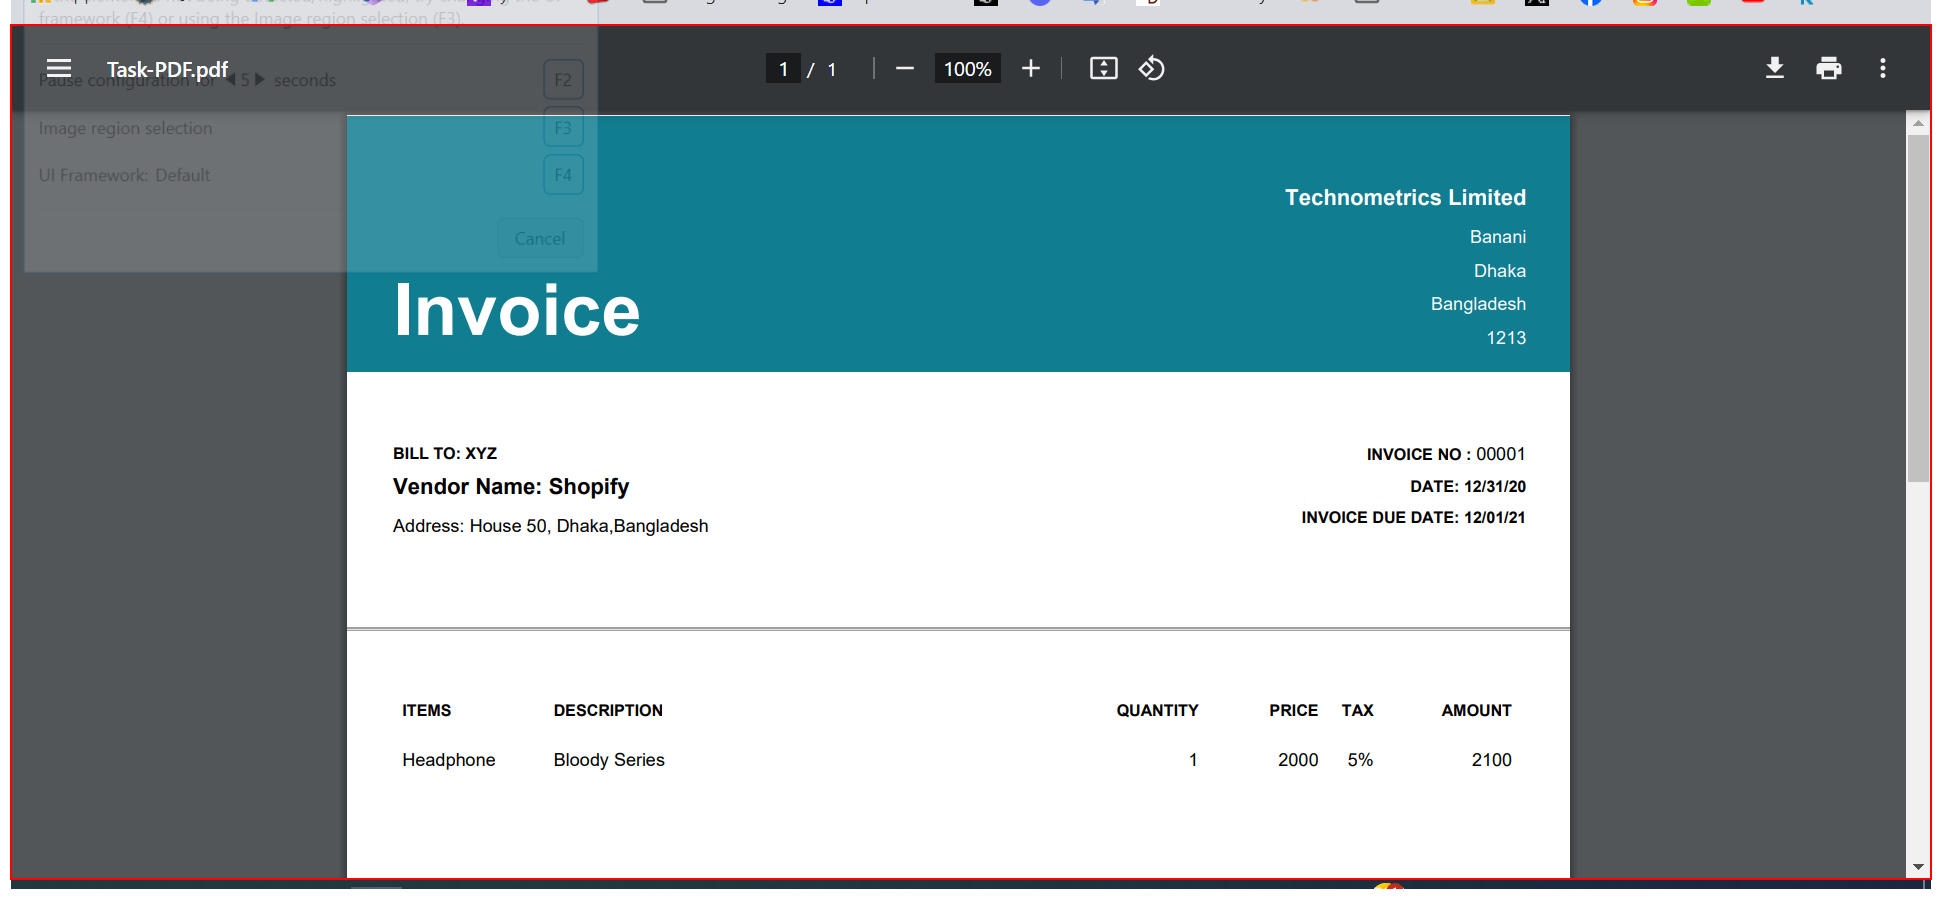 framework (F4) or using the Image region selection (F3).
Task-PDF.pdf
1 / 1
100%
Pause configuration for 5 seconds
F2
Image region selection
F3
UI Framework: Default
F4
Cancel
Technometrics Limited
Banani
Dhaka
Bangladesh
1213
Invoice
BILL TO: XYZ
INVOICE NO : 00001
Vendor Name: Shopify
DATE: 12/31/20
INVOICE DUE DATE: 12/01/21
Address: House 50, Dhaka,Bangladesh
ITEMS DESCRIPTION QUANTITY PRICE TAX AMOUNT
Headphone Bloody Series 1 2000 5% 2100